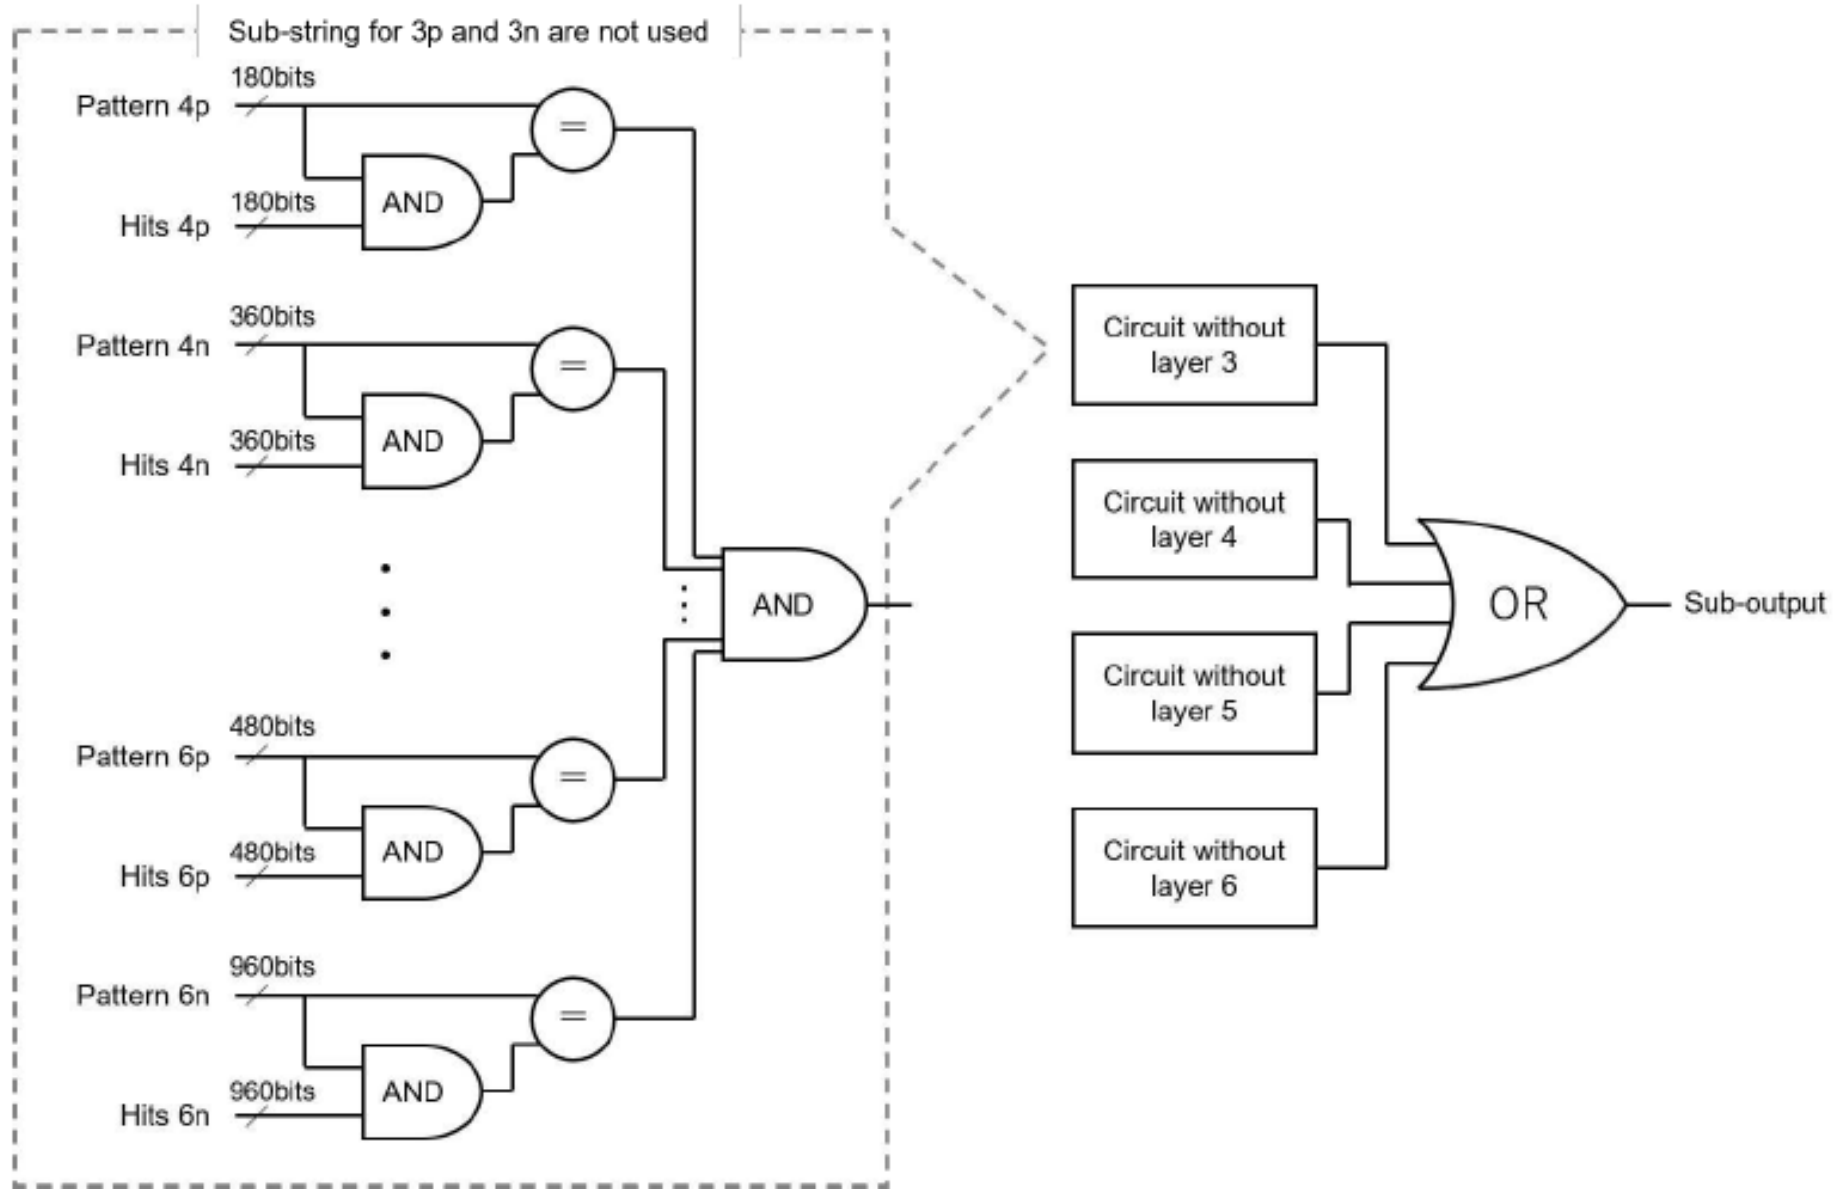 Sub-string for 3p and 3n are not used
180bits
Pattern 4p
=
AND
180bits
Hits 4p
360bits
Pattern 4n
=
AND
360bits
Hits 4n
AND
480bits
Pattern 6p
=
AND
480bits
Hits 6p
960bits
Pattern 6n
=
AND
960bits
Hits 6n
Circuit without
layer 3
Circuit without
layer 4
Circuit without
layer 5
Circuit without
layer 6
OR
Sub-output